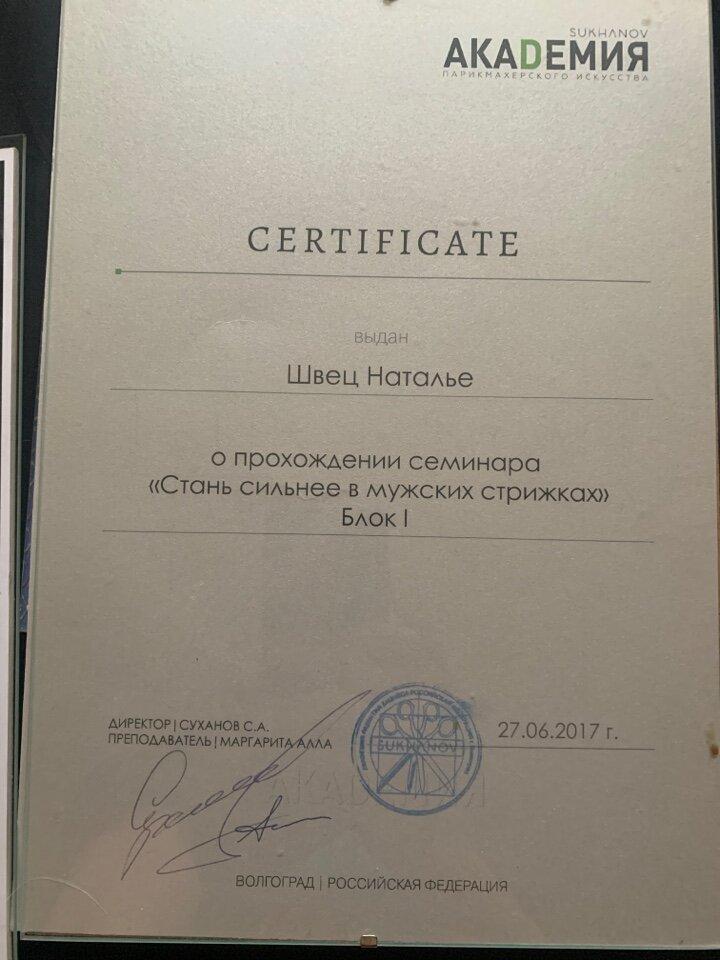 SUKHANOV
АКАDЕМИЯ
ПАРИКМАХЕРСКОГО ИСКУССТВА
CERTIFICATE
выдан
Швец Наталье
о прохождении семинара
«Стань сильнее в мужских стрижках»
Блок I
ДИРЕКТОР | СУХАНОВ С.А.
ПРЕПОДАВАТЕЛЬ | МАРГАРИТА АЛЛА
SUKHANOV
27.06.2017 г.
АКАDЕМИЯ
ВОЛГОГРАД | РОССИЙСКАЯ ФЕДЕРАЦИЯ